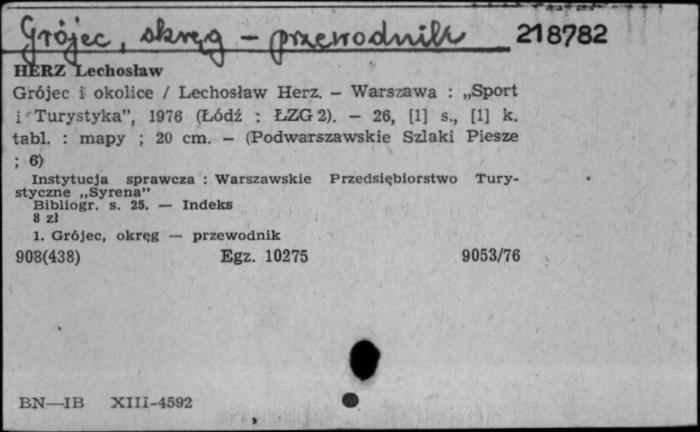 Grójec, okręg - przewodnik 218782
HERZ Lechosław
Grójec i okolice / Lechosław Herz. – Warszawa : „Sport
i Turystyka”, 1976 (Łódź : ŁZG 2). – 26, [1] s., [1] k.
tabl. : mapy ; 20 cm. – (Podwarszawskie Szlaki Piesze
; 6)
Instytucja sprawcza : Warszawskie Przedsiębiorstwo Tury-
styczne „Syrena”
Bibliogr. s. 25. — Indeks
8 zł
1. Grójec, okręg — przewodnik
908(438) Egz. 10275 9053/76
BN—IB XIII-4592